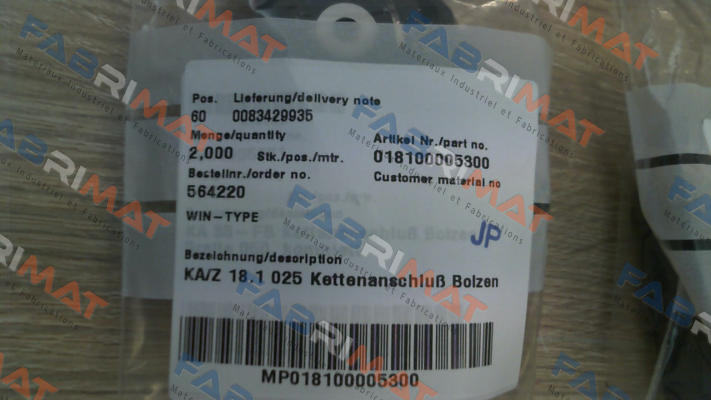 Pos. Lieferung/delivery note
60 0083429935
Menge/quantity
2,000 Stk./pos./mtr.
Artikel Nr./part no.
018100005300
Bestellnr./order no.
564220
Customer material no
WIN-TYPE
JP
Bezeichnung/description
KA/Z 18.1 025 Kettenanschluß Bolzen
MP018100005300
FABRIMAT
Materiaux Industriel et Fabrications